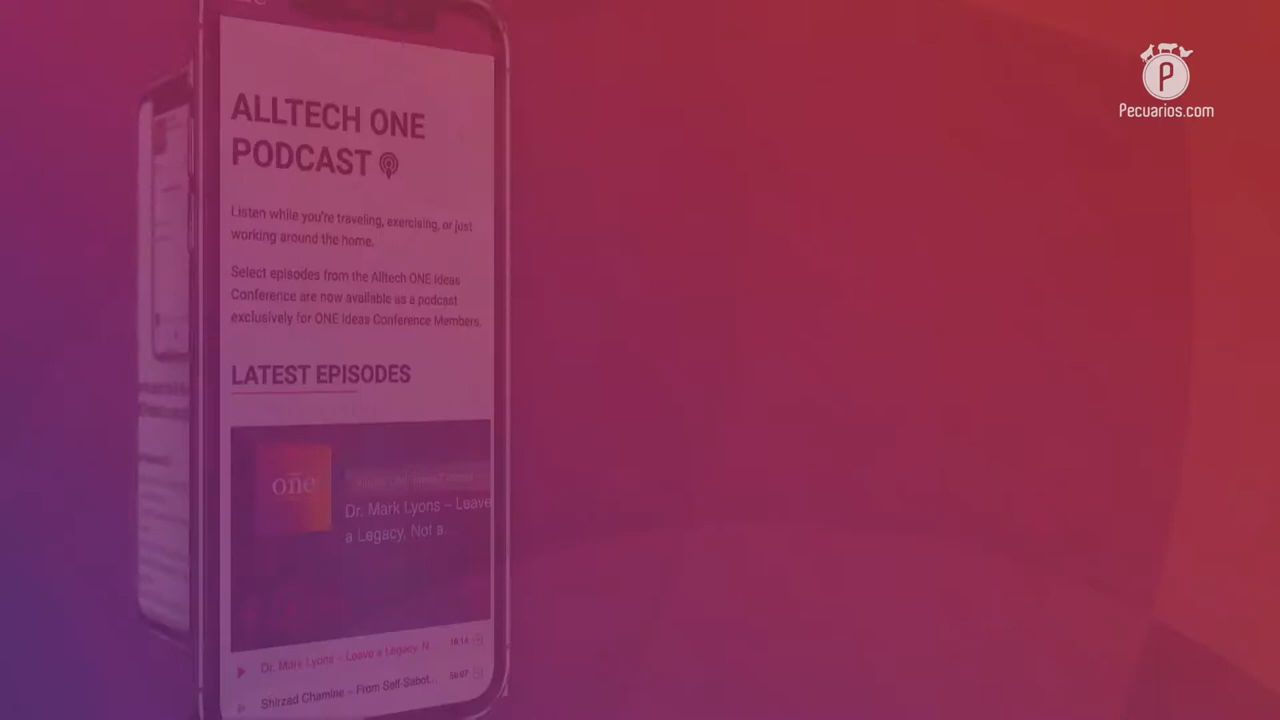 ALLTECH ONE
PODCAST
Listen while you're traveling, exercising, or just
working around the home.
Select episodes from the Alltech ONE Ideas
Conference are now available as a podcast
exclusively for ONE Ideas Conference Members.
LATEST EPISODES
one
Dr. Mark Lyons – Leave
a Legacy, Not a
Dr. Mark Lyons – Leave a Legacy, N...
Shirzad Chamine – From Self-Sabot...
56:07
P
Pecuarios.com